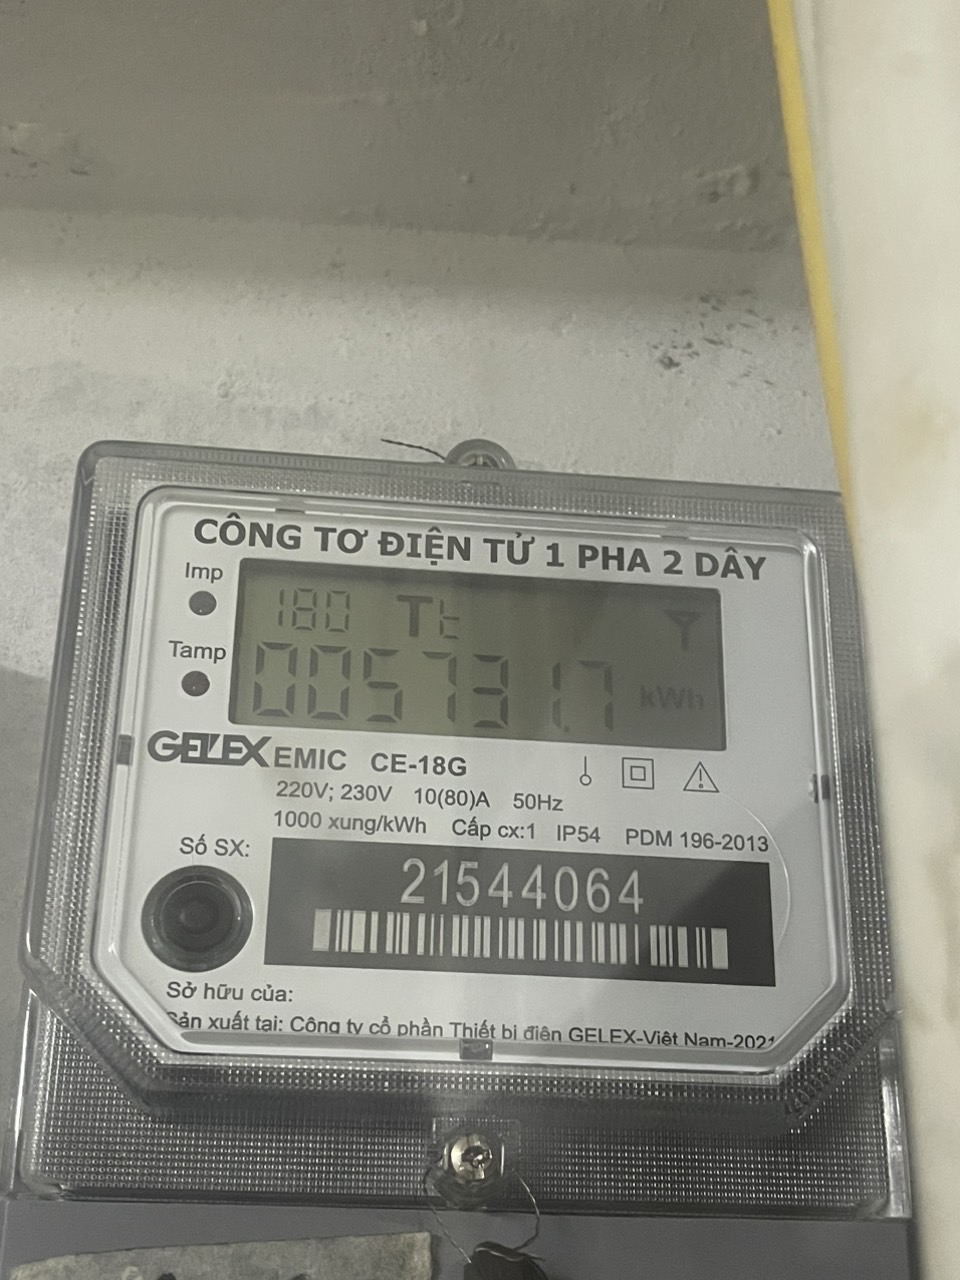 CÔNG TƠ ĐIỆN TỬ 1 PHA 2 DÂY
Imp
180 Tt
Tamp
005731.7 kWh
GELEX EMIC CE-18G
220V; 230V 10(80)A 50Hz
1000 xung/kWh Cấp cx:1 IP54 PDM 196-2013
Số SX:
21544064
Sở hữu của:
Sản xuất tại: Công ty cổ phần Thiết bị điện GELEX-Việt Nam-2021